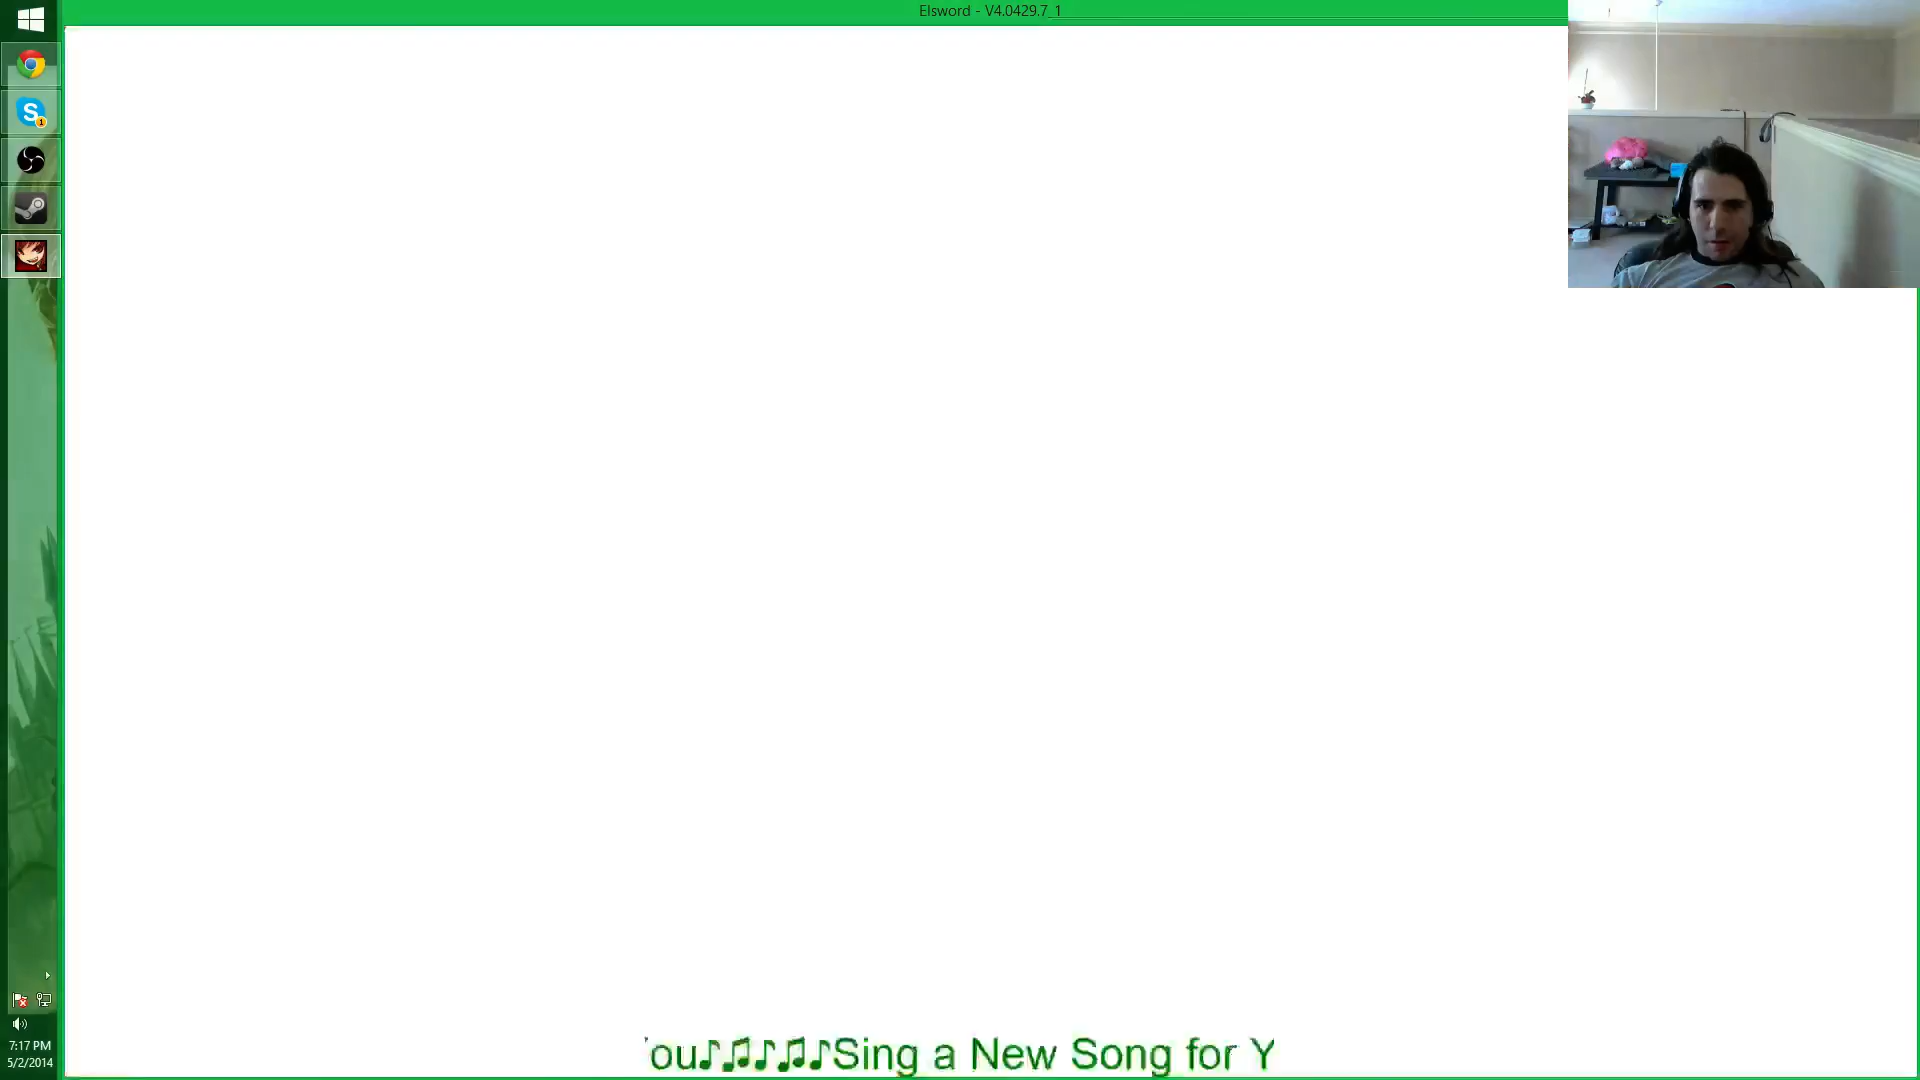 Elsword - V4.0429.7_1
7:17 PM
5/2/2014
ou♪♫♪♫♪Sing a New Song for Y